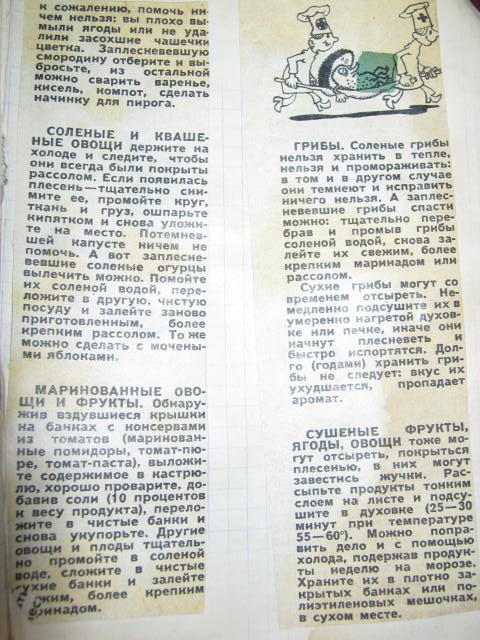 к сожалению, помочь ни-
чем нельзя: вы плохо вы-
мыли ягоды или не уда-
лили засохшие чашечки
цветка. Заплесневевшую
смородину отберите и вы-
бросьте, из остальной
можно сварить варенье,
кисель, компот, сделать
начинку для пирога.
СОЛЕНЫЕ И КВАШЕ-
НЫЕ ОВОЩИ держите на
холоде и следите, чтобы
они всегда были покрыты
рассолом. Если появилась
плесень—тщательно сни-
мите ее, промойте круг,
ткань и груз, ошпарьте
кипятком и снова уложи-
те на место. Потемнев-
шей капусте ничем не
помочь. А вот заплесне-
вевшие соленые огурцы
вылечить можно. Помойте
их соленой водой, пере-
ложите в другую, чистую
посуду и залейте заново
приготовленным, более
крепким рассолом. То же
можно сделать с мочены-
ми яблоками.
МАРИНОВАННЫЕ ОВО-
ЩИ И ФРУКТЫ. Обнару-
жив вздувшиеся крышки
на банках с консервами
из томатов (маринован-
ные помидоры, томат-пю-
ре, томат-паста), выложи-
те содержимое в кастрю-
лю, хорошо проварите, до-
бавив соли (10 процентов
к весу продукта), перело-
жите в чистые банки и
снова укупорьте. Другие
овощи и плоды тщатель-
но промойте в соленой
воде, сложите в чистые
сухие банки и залейте
свежим, более крепким
маринадом.
ГРИБЫ. Соленые грибы
нельзя хранить в тепле,
нельзя и промораживать:
в том и в другом случае
они темнеют и исправить
ничего нельзя. А заплес-
невевшие грибы спасти
можно: тщательно пере-
брав и промыв грибы
соленой водой, снова за-
лейте их свежим, более
крепким маринадом или
рассолом.
Сухие грибы могут со
временем отсыреть. Не-
медленно подсушите их в
умеренно нагретой духов-
ке или печке, иначе они
начнут плесневеть и
быстро испортятся. Дол-
го (годами) хранить гри-
бы не следует: вкус их
ухудшается, пропадает
аромат.
СУШЕНЫЕ ФРУКТЫ,
ЯГОДЫ, ОВОЩИ тоже мо-
гут отсыреть, покрыться
плесенью, в них могут
завестись жучки. Рас-
сыпьте продукты тонким
слоем на листе и подсу-
шите в духовке (25—30
минут при температуре
55—60°). Можно поправ-
ить дело и с помощью
холода, подержав продук-
ты неделю на морозе.
Храните их в плотно за-
крытых банках или по-
лиэтиленовых мешочках,
в сухом месте.